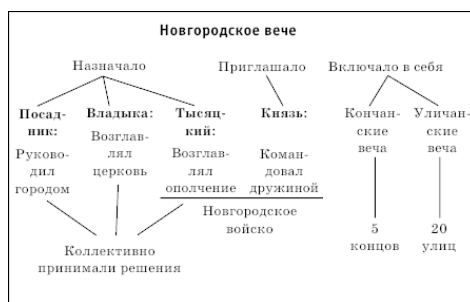 Новгородское вече
Назначало
Приглашало
Включало в себя
Посад-
ник:
Руково-
дил
городом
Владыка:
Возглав-
лял
церковь
Тысяц-
кий:
Возглав-
лял
ополчение
Князь:
Коман-
довал
дружиной
Кончан-
ские
веча
Уличан-
ские
веча
Новгородское
войско
5
концов
20
улиц
Коллективно
принимали решения